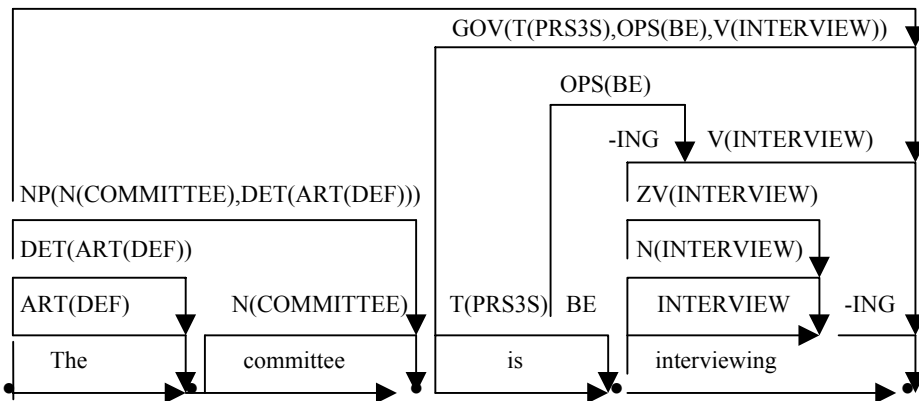 GOV(T(PRS3S),OPS(BE),V(INTERVIEW))
OPS(BE)
-ING V(INTERVIEW)
NP(N(COMMITTEE),DET(ART(DEF))) ZV(INTERVIEW)
DET(ART(DEF)) N(INTERVIEW)
ART(DEF) N(COMMITTEE) T(PRS3S) BE INTERVIEW -ING
The committee is interviewing